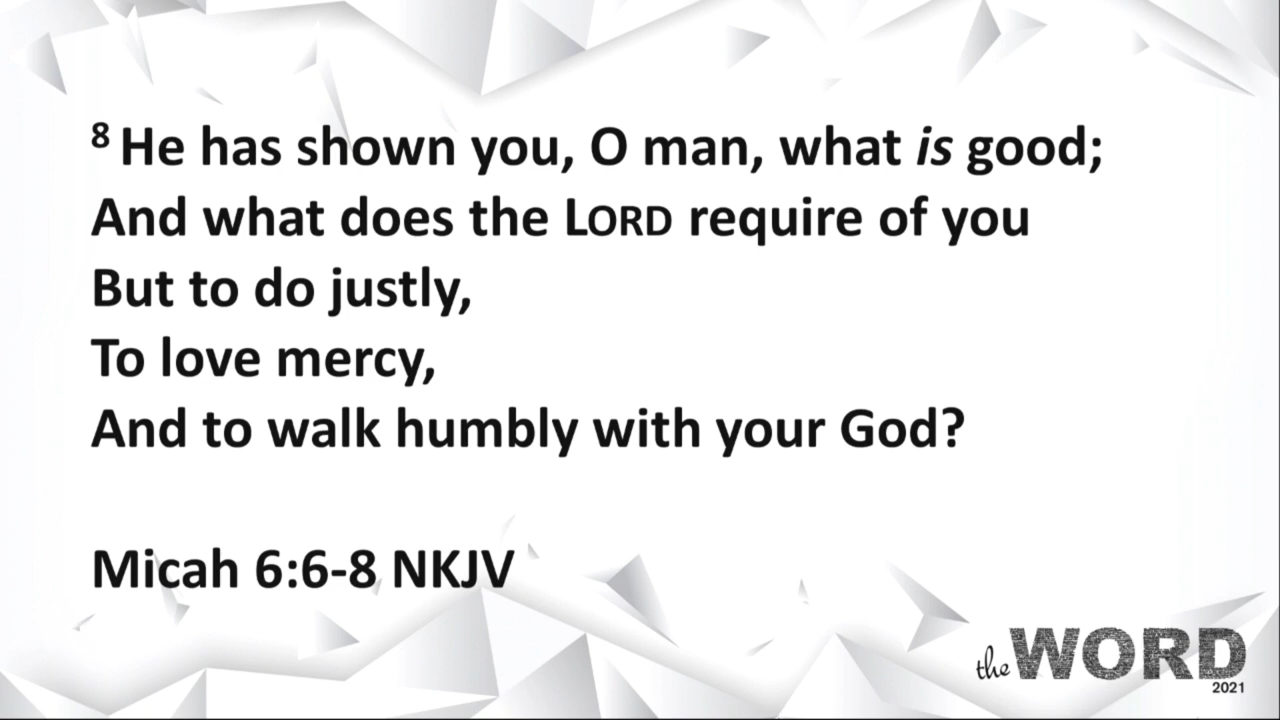 8 He has shown you, O man, what is good;
And what does the LORD require of you
But to do justly,
To love mercy,
And to walk humbly with your God?
Micah 6:6-8 NKJV
the WORD
2021